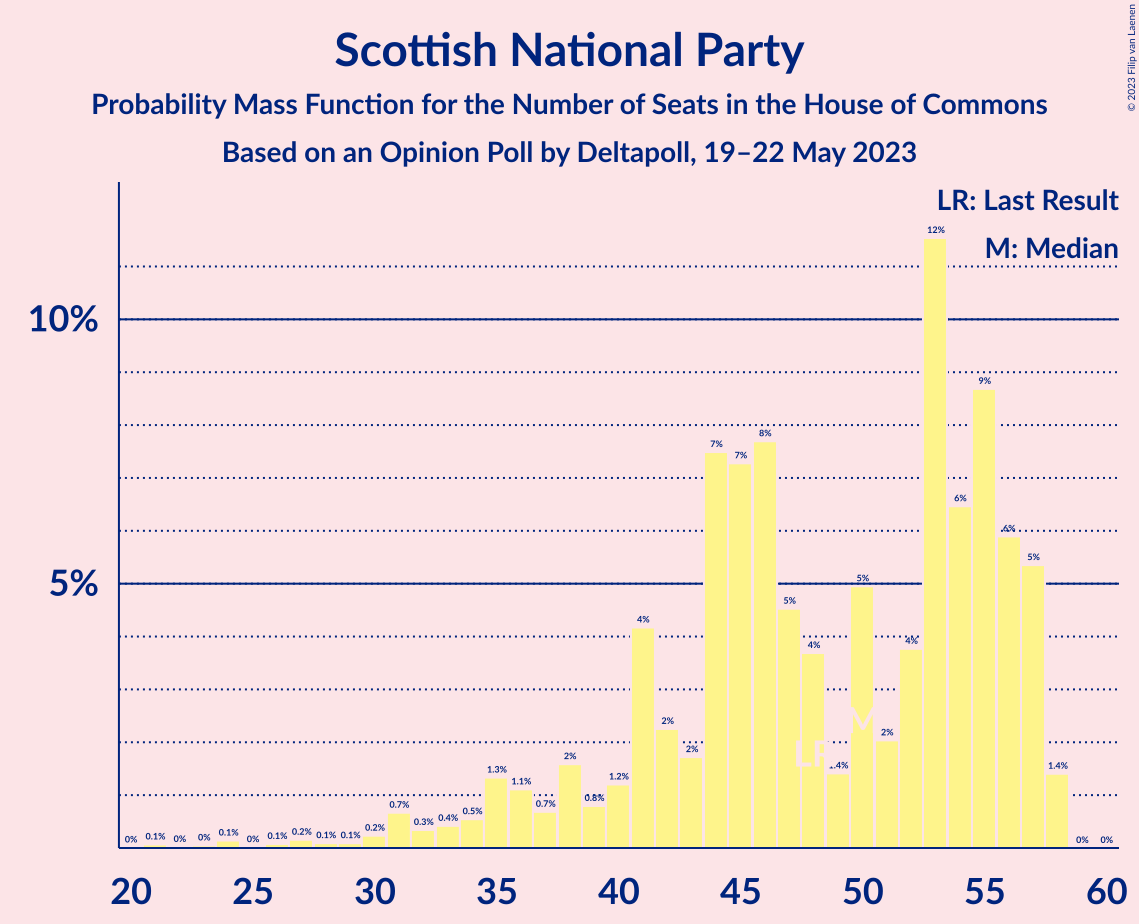 © 2023 Filip van Laenen
Scottish National Party
Probability Mass Function for the Number of Seats in the House of Commons
Based on an Opinion Poll by Deltapoll, 19–22 May 2023
LR: Last Result
M: Median
10%
5%
0% 0.1% 0% 0% 0.1% 0% 0.1% 0.2% 0.1% 0.1% 0.2% 0.7% 0.3% 0.4% 0.5% 1.3% 1.1% 0.7% 2% 0.8% 1.2% 4% 2% 2% 7% 7% 8% 5% 4% 1.4% 5% 2% 4% 12% 6% 9% 6% 5% 1.4% 0% 0%
LR
M
20 25 30 35 40 45 50 55 60